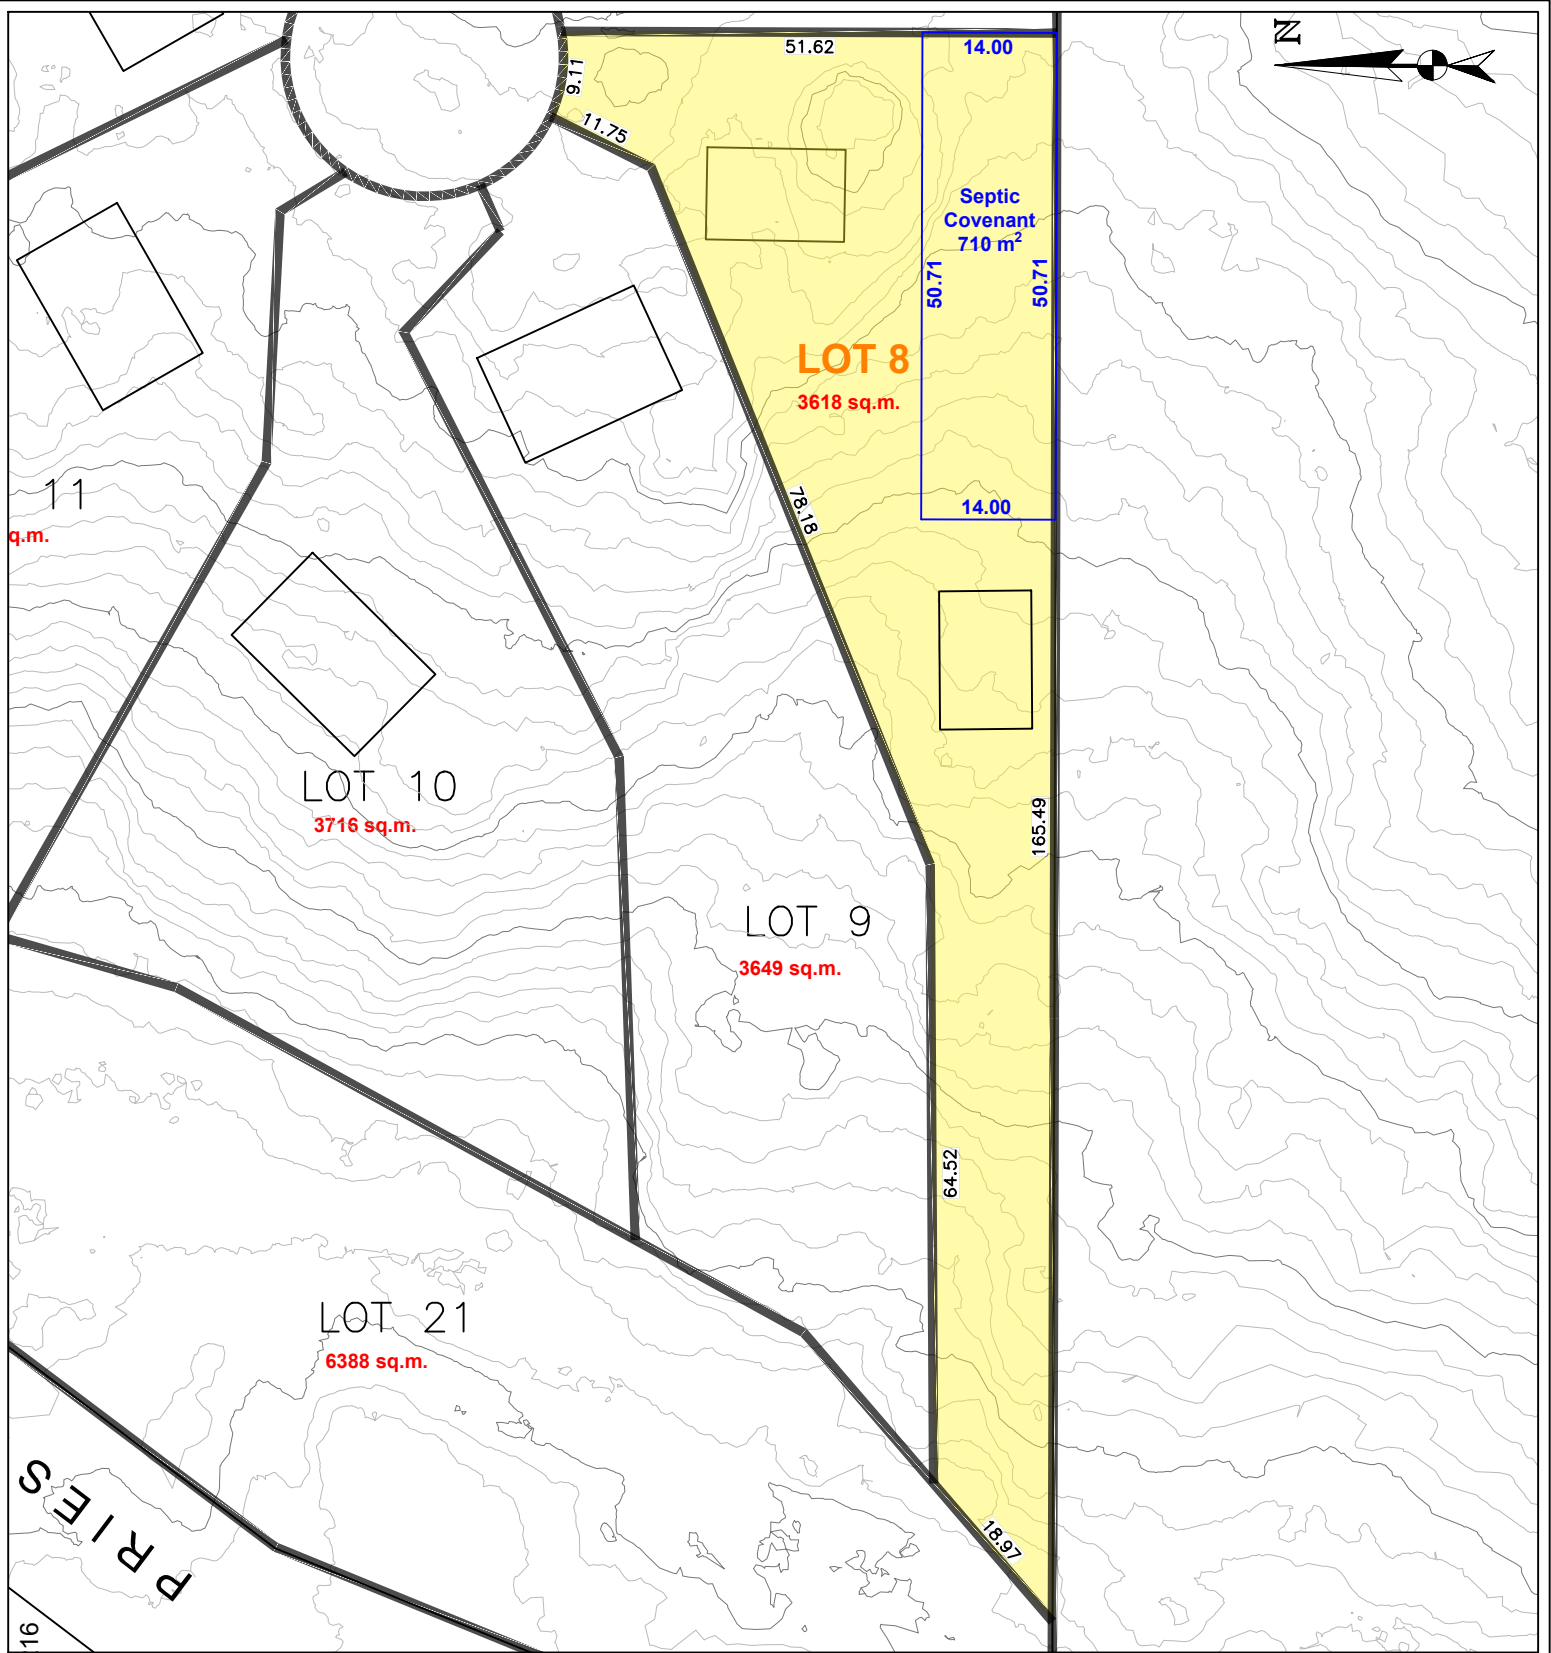 N
51.62
14.00
9.11
11.75
Septic
Covenant
710 m²
50.71
50.71
LOT 8
3618 sq.m.
78.18
14.00
11
q.m.
LOT 10
3716 sq.m.
165.49
LOT 9
3649 sq.m.
64.52
LOT 21
6388 sq.m.
18.97
PRIES
16